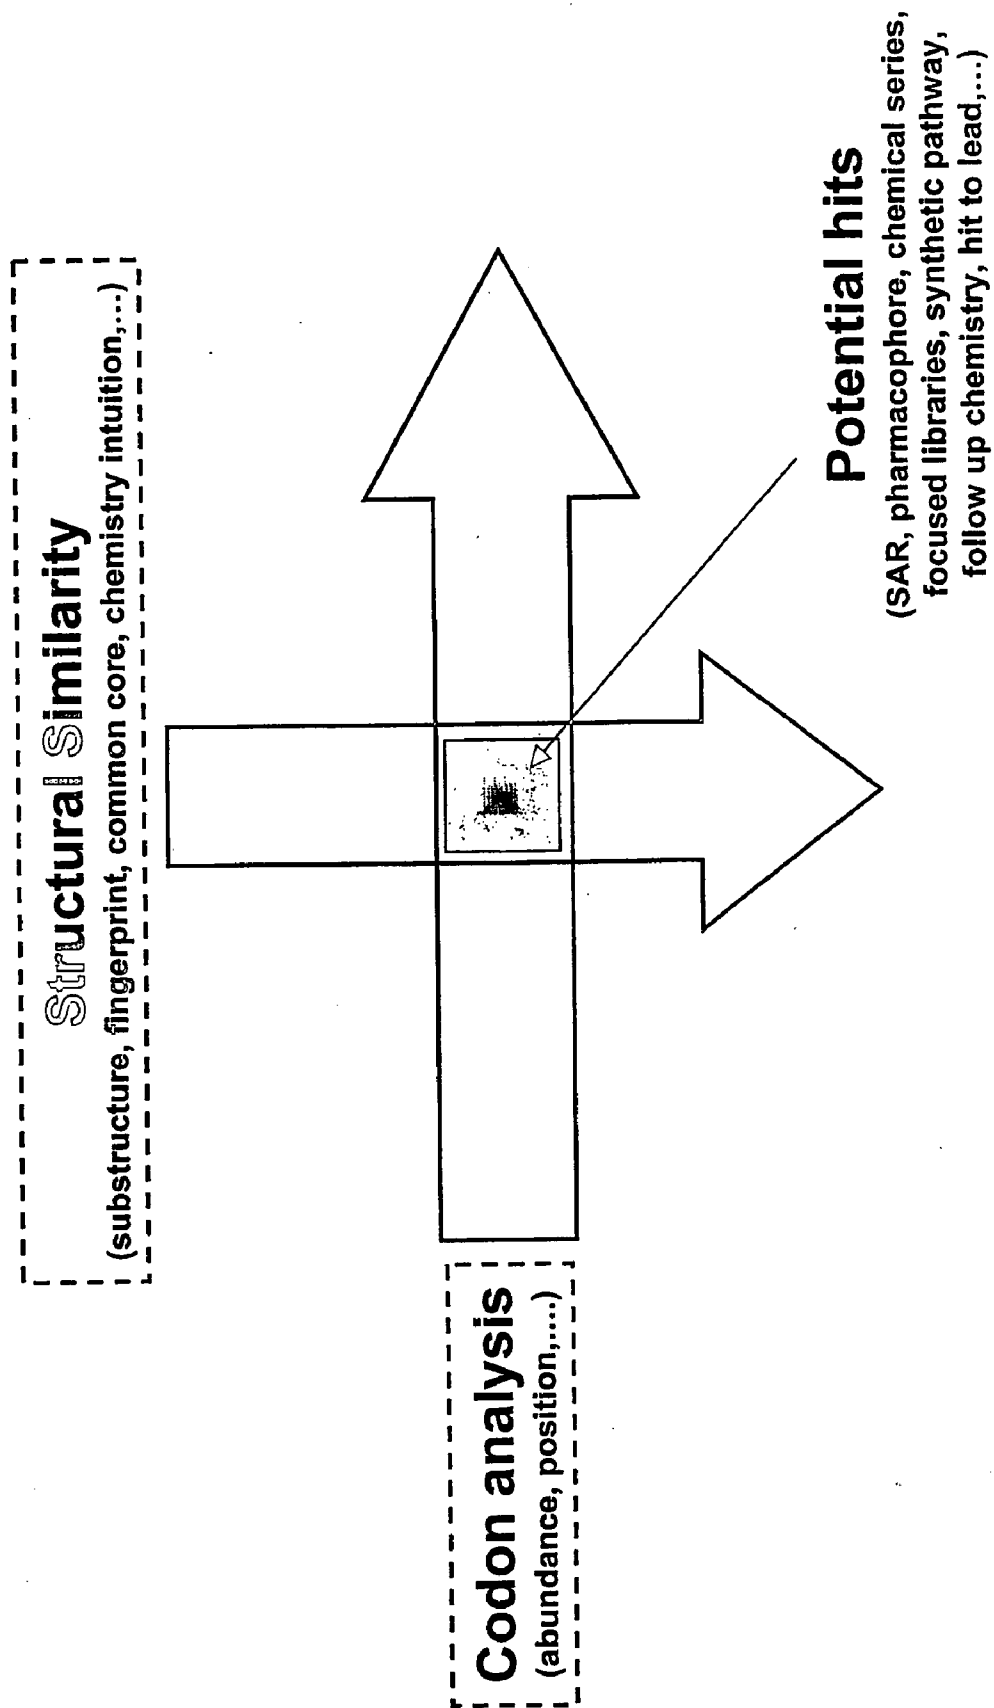 Structural Similarity
(substructure, fingerprint, common core, chemistry intuition,...)
Codon analysis
(abundance, position,....)
Potential hits
(SAR, pharmacophore, chemical series,
focused libraries, synthetic pathway,
follow up chemistry, hit to lead,...)